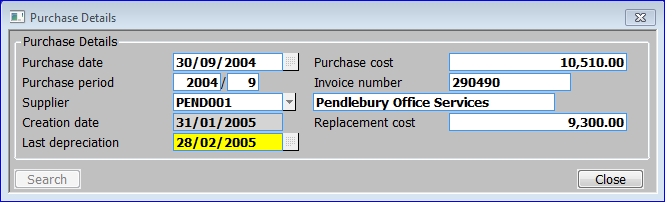 Purchase Details
Purchase Details
Purchase date 30/09/2004 Purchase cost 10,510.00
Purchase period 2004 / 9 Invoice number 290490
Supplier PEND001 Pendlebury Office Services
Creation date 31/01/2005 Replacement cost 9,300.00
Last depreciation 28/02/2005
Search Close